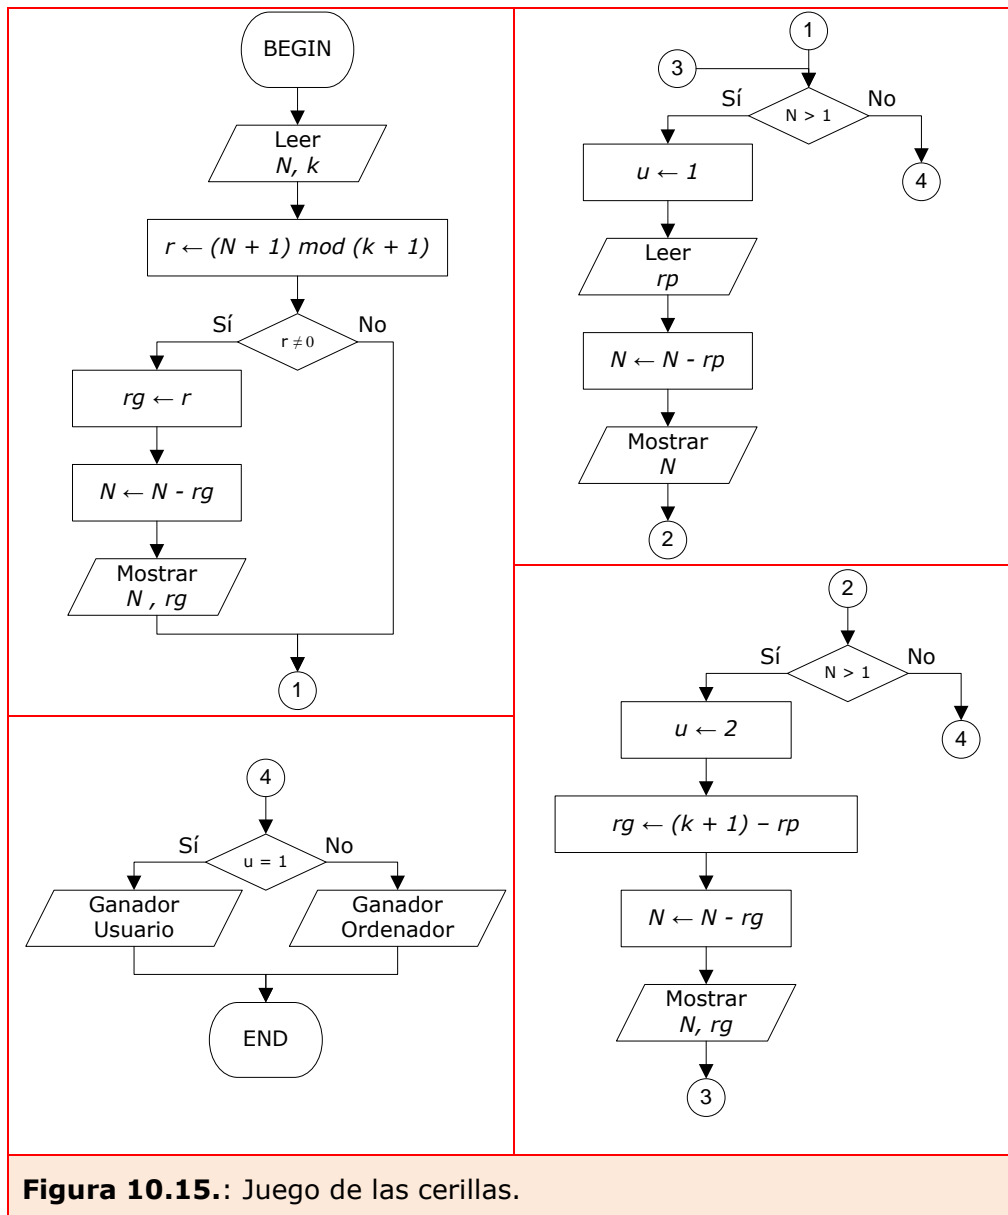 BEGIN
Leer
N, k
r ← (N + 1) mod (k + 1)
Sí
No
r ≠ 0
rg ← r
N ← N - rg
Mostrar
N , rg
1
1
3
Sí
No
N > 1
4
u ← 1
Leer
rp
N ← N - rp
Mostrar
N
2
4
Sí
No
u = 1
Ganador
Usuario
Ganador
Ordenador
END
2
Sí
No
N > 1
4
u ← 2
rg ← (k + 1) – rp
N ← N - rg
Mostrar
N, rg
3
Figura 10.15.: Juego de las cerillas.